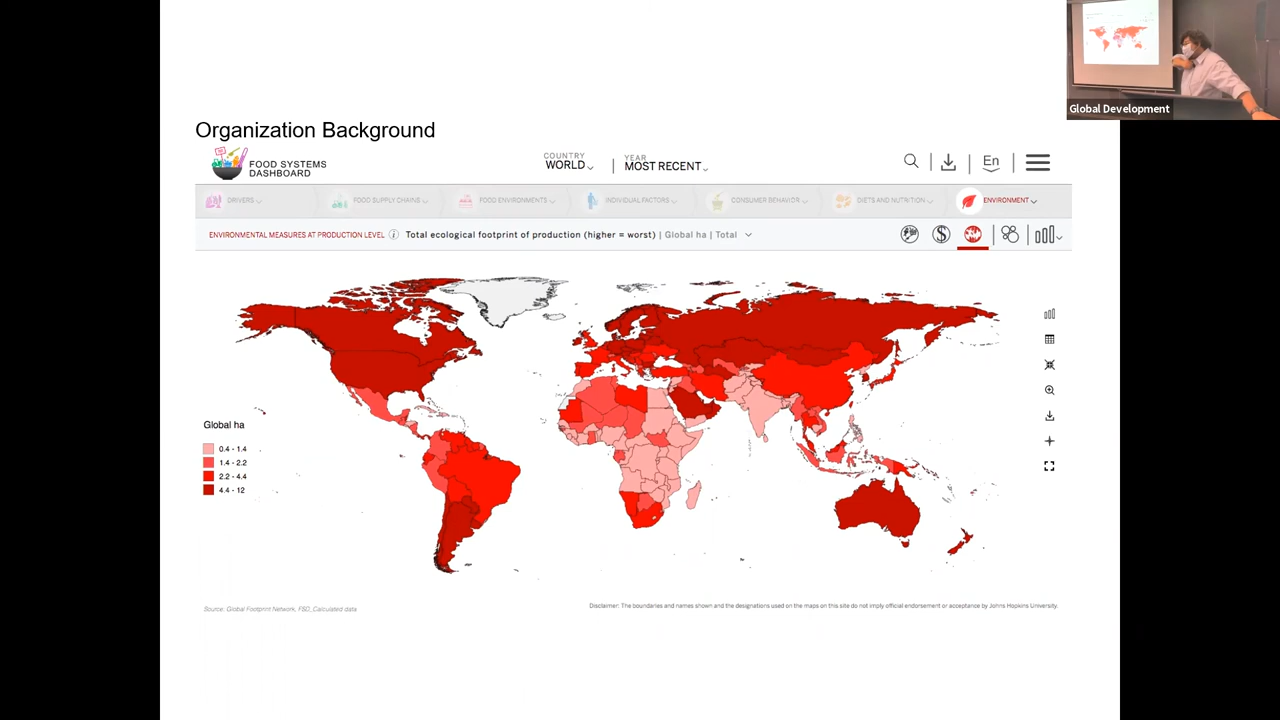 Global Development
Organization Background
FOOD SYSTEMS
DASHBOARD
COUNTRY
WORLD
YEAR
MOST RECENT
En
DRIVERS
FOOD SUPPLY CHAINS
FOOD ENVIRONMENTS
INDIVIDUAL FACTORS
CONSUMER BEHAVIOR
DIETS AND NUTRITION
ENVIRONMENT
ENVIRONMENTAL MEASURES AT PRODUCTION LEVEL
Total ecological footprint of production (higher = worst) | Global ha | Total
Global ha
0.4 - 1.4
1.4 - 2.2
2.2 - 4.4
4.4 - 12
Source: Global Footprint Network, FSD, Calculated data
Disclaimer: The boundaries and names shown and the designations used on the maps on this site do not imply official endorsement or acceptance by Johns Hopkins University.